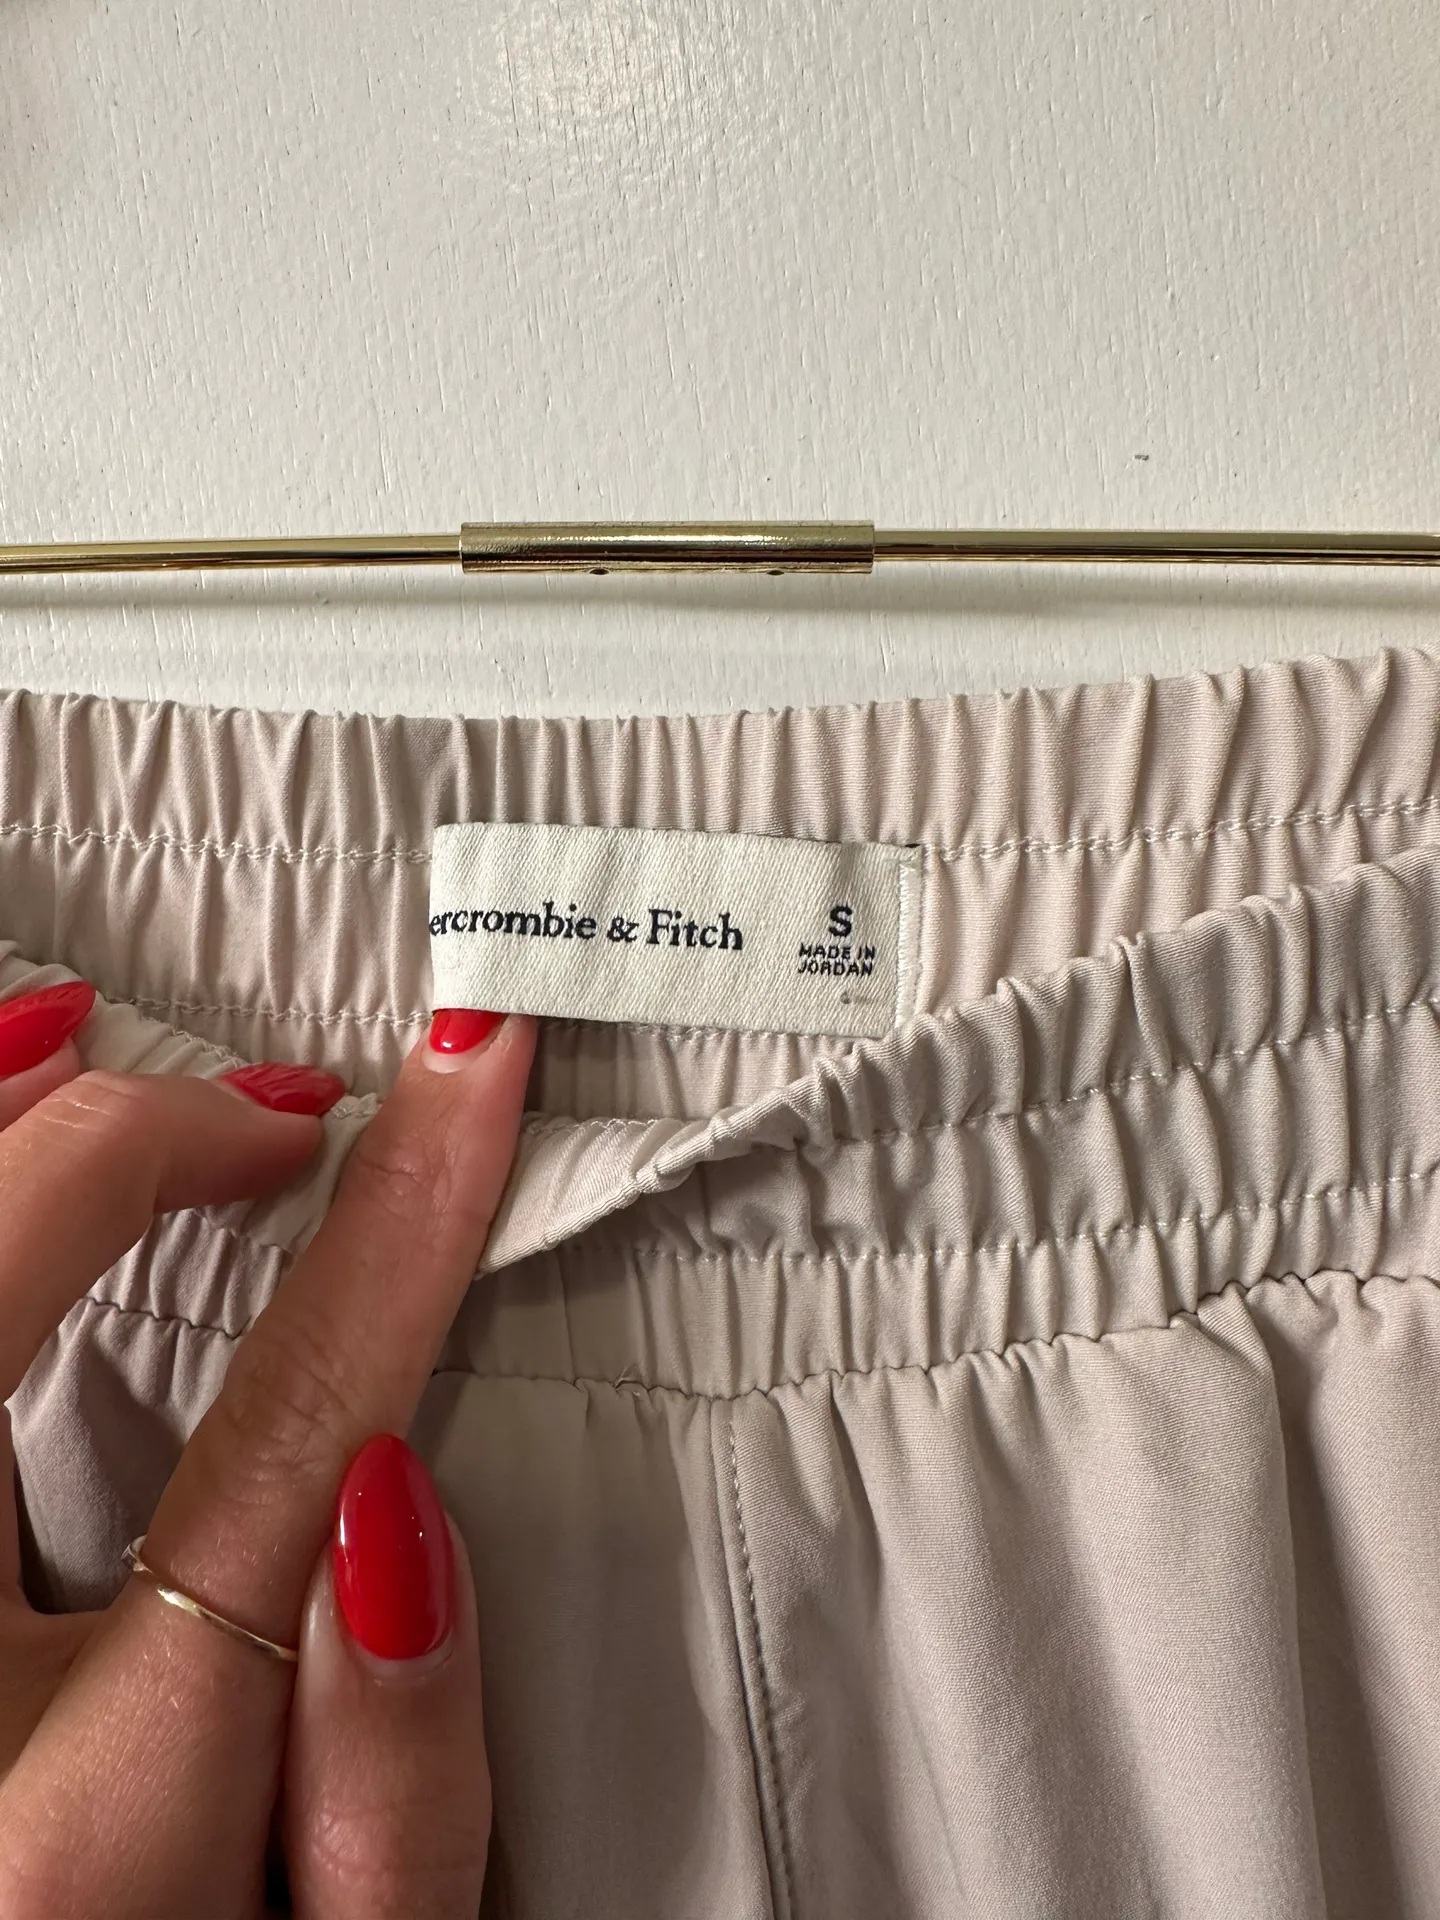 ercrombie & Fitch
S
MADE IN
JORDAN